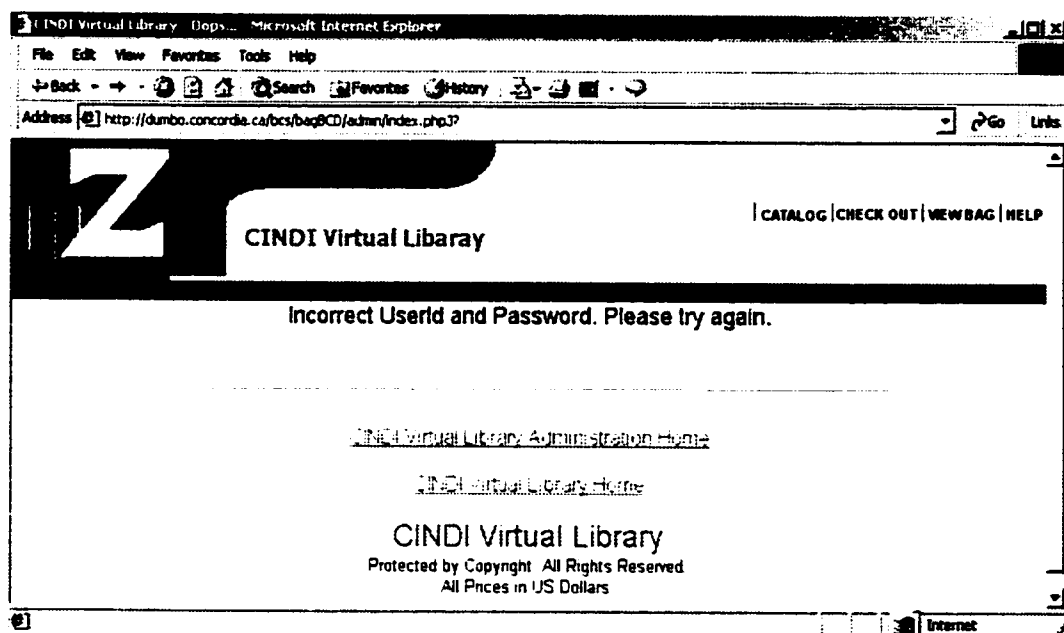 CINDI Virtual Library - Oops... Microsoft Internet Explorer
File Edit View Favorites Tools Help
Back Search Favorites History
Address http://dumbo.concordia.ca/bcs/bagBCD/admin/index.php3? Go Links
Z
CATALOG | CHECK OUT | VIEW BAG | HELP
CINDI Virtual Libaray
Incorrect UserId and Password. Please try again.
CINDI Virtual Library Administration Home
CINDI Virtual Library Home
CINDI Virtual Library
Protected by Copyright All Rights Reserved
All Prices in US Dollars
Internet